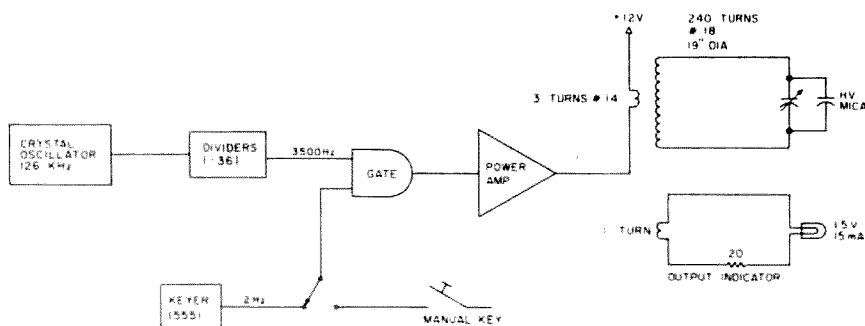 +12V
240 TURNS
# 18
19" DIA
3 TURNS # 14
HV
MICA
CRYSTAL
OSCILLATOR
126 KHz
DIVIDERS
(÷36)
3500Hz
GATE
POWER
AMP
1 TURN
1.5V
15mA
20
OUTPUT INDICATOR
KEYER
(555)
2Hz
MANUAL KEY